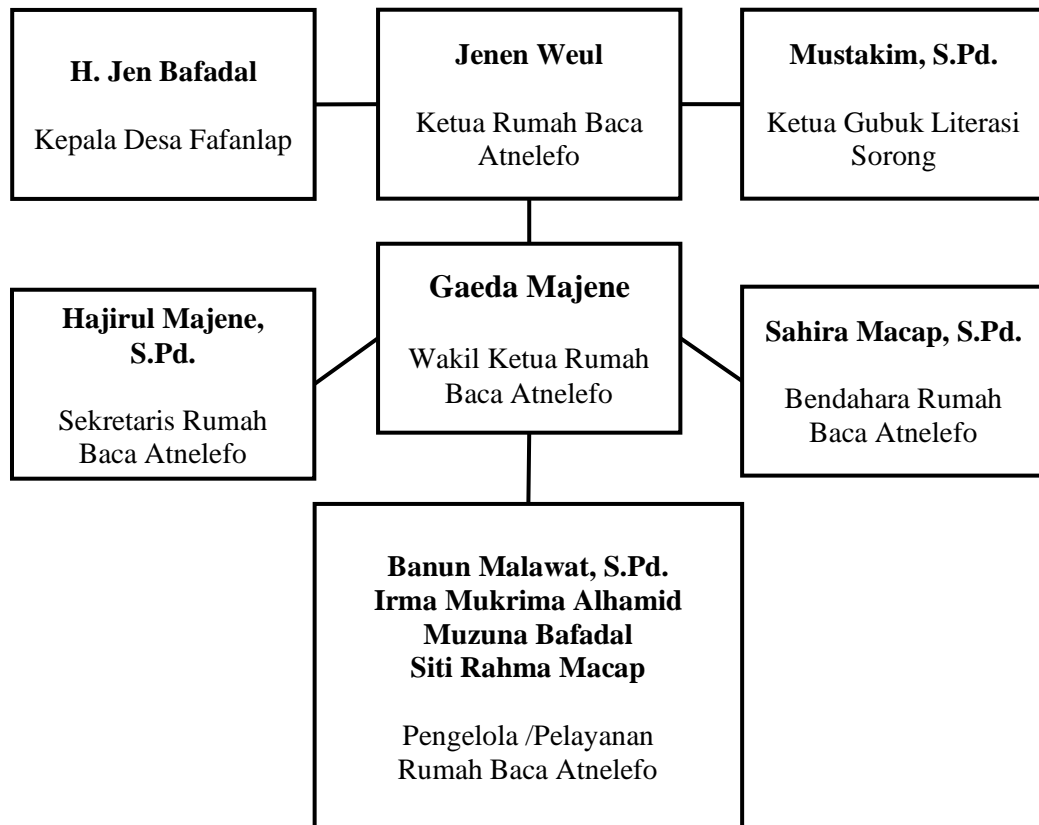 H. Jen Bafadal
Kepala Desa Fafanlap
Jenen Weul
Ketua Rumah Baca
Atnelefo
Mustakim, S.Pd.
Ketua Gubuk Literasi
Sorong
Hajirul Majene,
S.Pd.
Sekretaris Rumah
Baca Atnelefo
Gaeda Majene
Wakil Ketua Rumah
Baca Atnelefo
Sahira Macap, S.Pd.
Bendahara Rumah
Baca Atnelefo
Banun Malawat, S.Pd.
Irma Mukrima Alhamid
Muzuna Bafadal
Siti Rahma Macap
Pengelola /Pelayanan
Rumah Baca Atnelefo